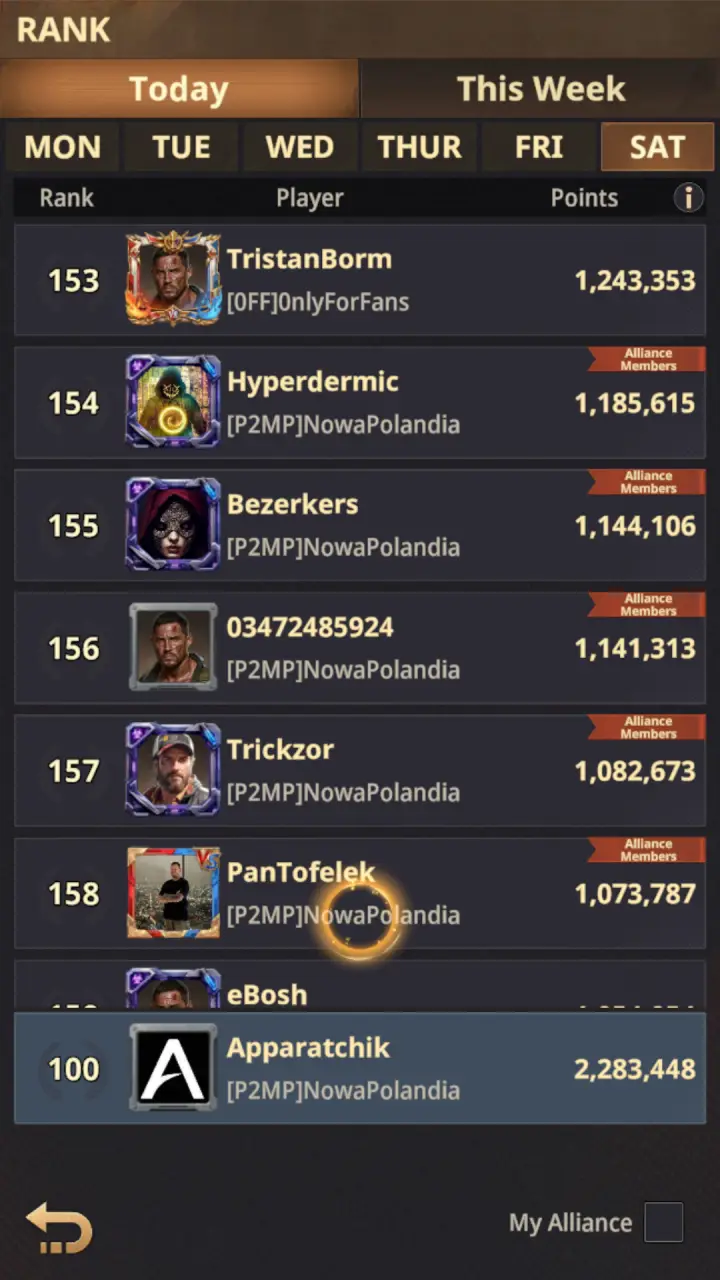 RANK
Today
This Week
MON TUE WED THUR FRI SAT
Rank Player Points i
153 TristanBorm 1,243,353
[0FF]0nlyForFans
Alliance Members
154 Hyperdermic 1,185,615
[P2MP]NowaPolandia
Alliance Members
155 Bezerkers 1,144,106
[P2MP]NowaPolandia
Alliance Members
156 03472485924 1,141,313
[P2MP]NowaPolandia
Alliance Members
157 Trickzor 1,082,673
[P2MP]NowaPolandia
Alliance Members
158 PanTofelek 1,073,787
[P2MP]NowaPolandia
eBosh
100 Apparatchik 2,283,448
[P2MP]NowaPolandia
My Alliance